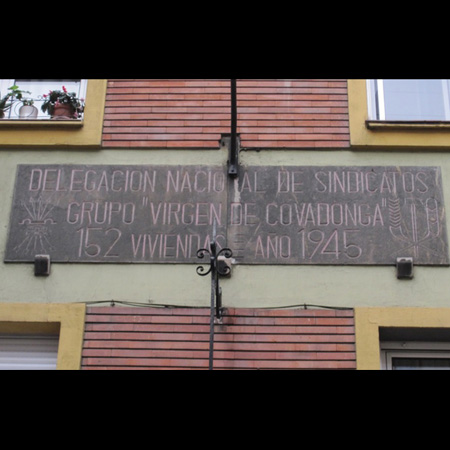 DELEGACION NACIONAL DE SINDICATOS
GRUPO "VIRGEN DE COVADONGA"
152 VIVIENDAS AÑO 1945